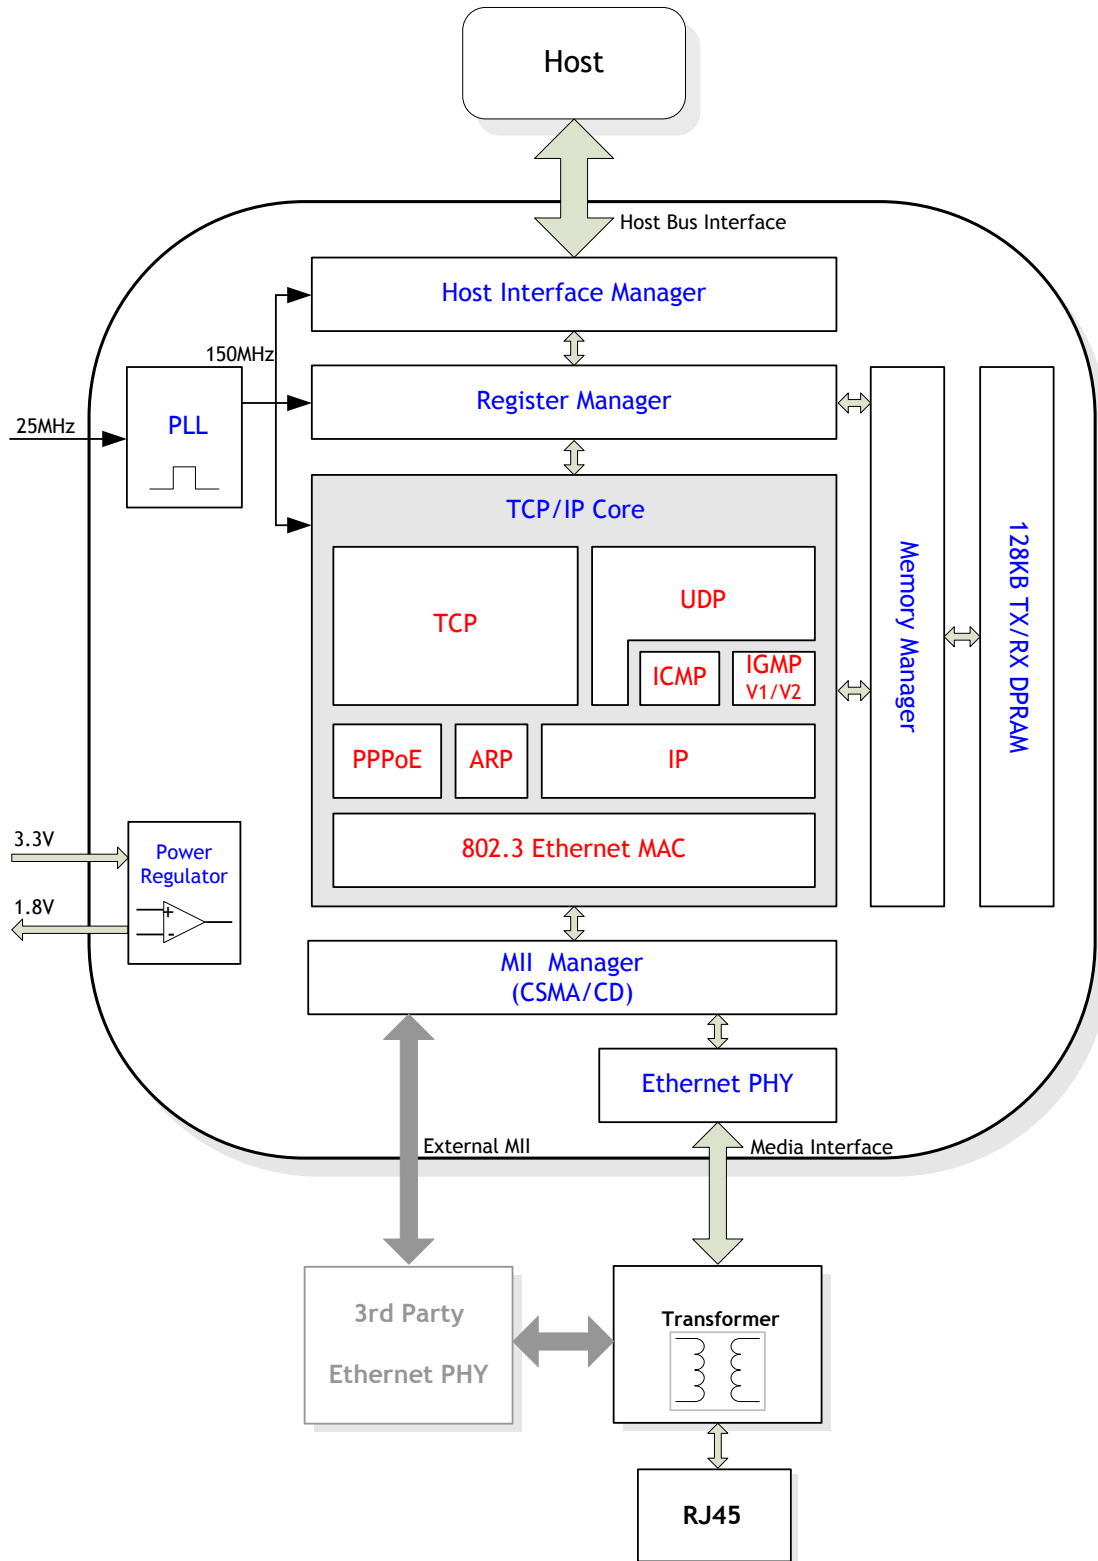 Host
Host Bus Interface
Host Interface Manager
150MHz
Register Manager
PLL
25MHz
TCP/IP Core
TCP
UDP
ICMP
IGMP
V1/V2
PPPoE
ARP
IP
802.3 Ethernet MAC
Memory Manager
128KB TX/RX DPRAM
3.3V
Power
Regulator
1.8V
MII Manager
(CSMA/CD)
Ethernet PHY
External MII
Media Interface
3rd Party
Ethernet PHY
Transformer
RJ45